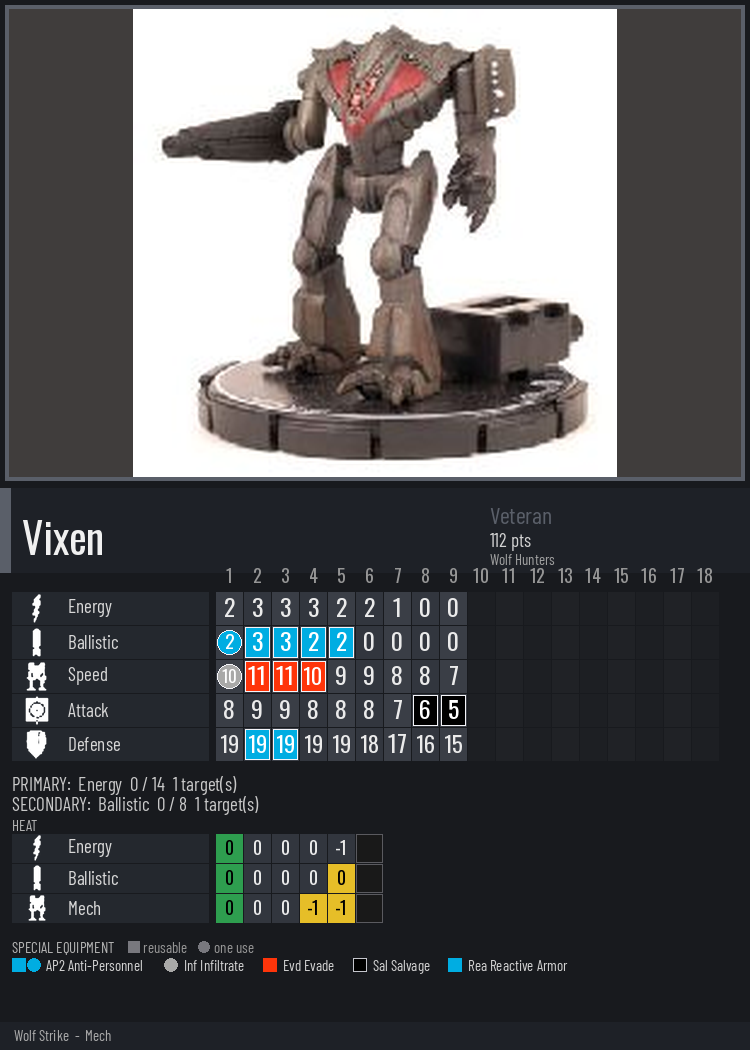 Vixen
Veteran
112 pts
Wolf Hunters
1 2 3 4 5 6 7 8 9 10 11 12 13 14 15 16 17 18
Energy 2 3 3 3 2 2 1 0 0
Ballistic 2 3 3 2 2 0 0 0 0
Speed 10 11 11 10 9 9 8 8 7
Attack 8 9 9 8 8 8 7 6 5
Defense 19 19 19 19 19 18 17 16 15
PRIMARY: Energy 0 / 14 1 target(s)
SECONDARY: Ballistic 0 / 8 1 target(s)
HEAT
Energy 0 0 0 0 -1
Ballistic 0 0 0 0 0
Mech 0 0 0 -1 -1
SPECIAL EQUIPMENT reusable one use
AP2 Anti-Personnel Inf Infiltrate Evd Evade Sal Salvage Rea Reactive Armor
Wolf Strike - Mech